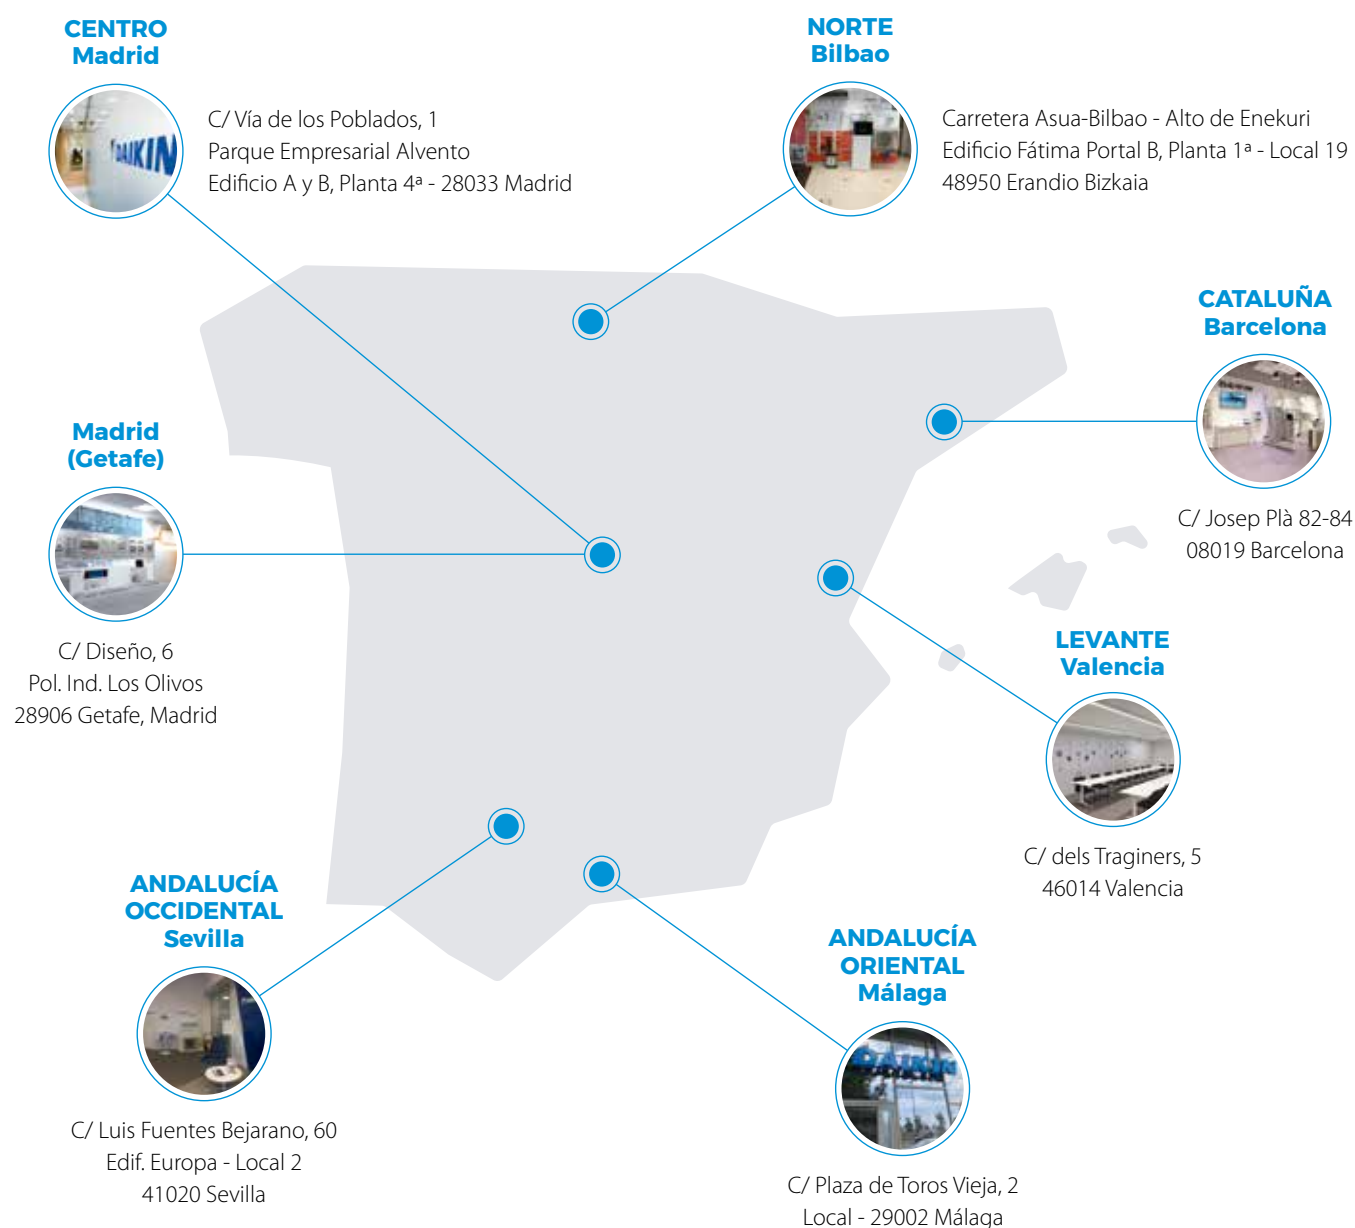 CENTRO
Madrid
C/ Vía de los Poblados, 1
Parque Empresarial Alvento
Edificio A y B, Planta 4ª - 28033 Madrid
DAIKIN
NORTE
Bilbao
Carretera Asua-Bilbao - Alto de Enekuri
Edificio Fátima Portal B, Planta 1ª - Local 19
48950 Erandio Bizkaia
CATALUÑA
Barcelona
C/ Josep Plà 82-84
08019 Barcelona
Madrid
(Getafe)
C/ Diseño, 6
Pol. Ind. Los Olivos
28906 Getafe, Madrid
LEVANTE
Valencia
C/ dels Traginers, 5
46014 Valencia
ANDALUCÍA
OCCIDENTAL
Sevilla
C/ Luis Fuentes Bejarano, 60
Edif. Europa - Local 2
41020 Sevilla
ANDALUCÍA
ORIENTAL
Málaga
DAIKIN
C/ Plaza de Toros Vieja, 2
Local - 29002 Málaga